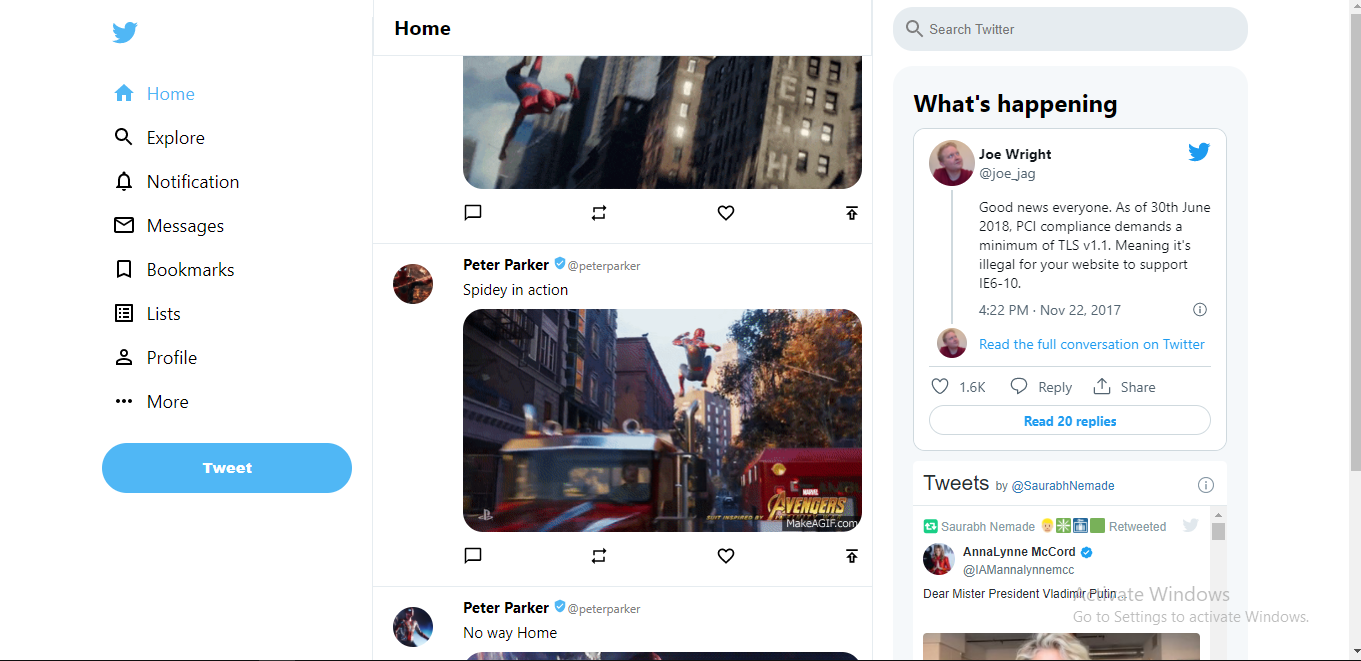 Home
Explore
Notification
Messages
Bookmarks
Lists
Profile
More
Tweet
Home
ELH
Peter Parker @peterparker
Spidey in action
MARVEL
AVENGERS
SUIT INSPIRED BY
MakeAGIF.com
Peter Parker @peterparker
No way Home
Search Twitter
What's happening
Joe Wright
@joe_jag
Good news everyone. As of 30th June
2018, PCI compliance demands a
minimum of TLS v1.1. Meaning it's
illegal for your website to support
IE6-10.
4:22 PM · Nov 22, 2017
Read the full conversation on Twitter
1.6K Reply Share
Read 20 replies
Tweets by @SaurabhNemade
Saurabh Nemade Retweeted
AnnaLynne McCord
@IAMannalynnemcc
Dear Mister President Vladimir Putin...
Activate Windows
Go to Settings to activate Windows.